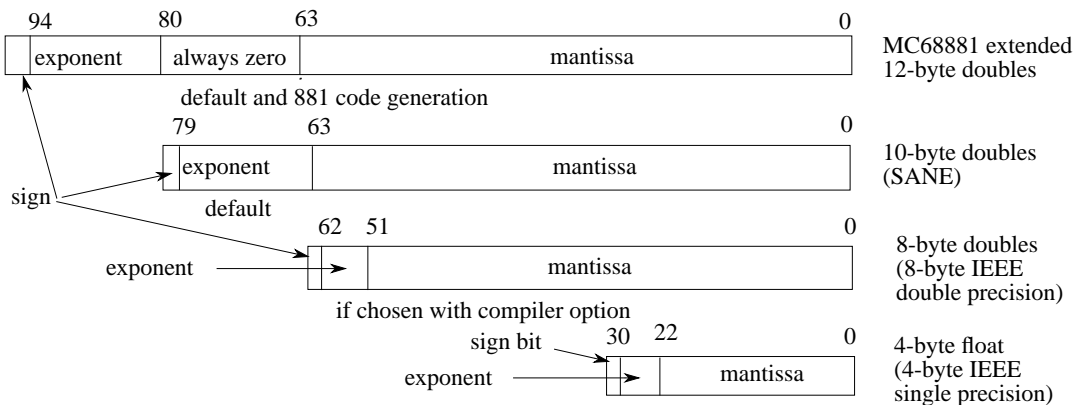 94 80 63 0
exponent always zero mantissa
MC68881 extended
12-byte doubles
default and 881 code generation
79 63 0
exponent mantissa
10-byte doubles
(SANE)
sign
default
62 51 0
exponent mantissa
8-byte doubles
(8-byte IEEE
double precision)
if chosen with compiler option
sign bit 30 22 0
exponent mantissa
4-byte float
(4-byte IEEE
single precision)